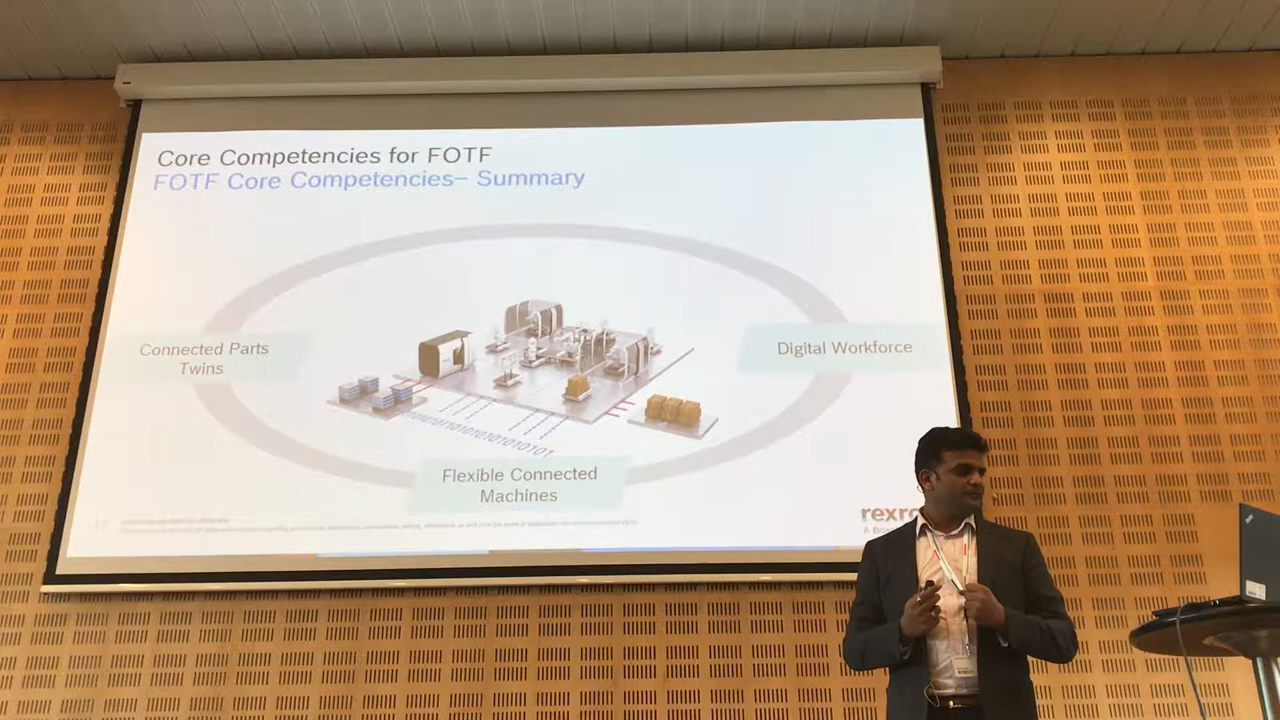 Core Competencies for FOTF
FOTF Core Competencies– Summary
Connected Parts
Twins
Digital Workforce
Flexible Connected
Machines